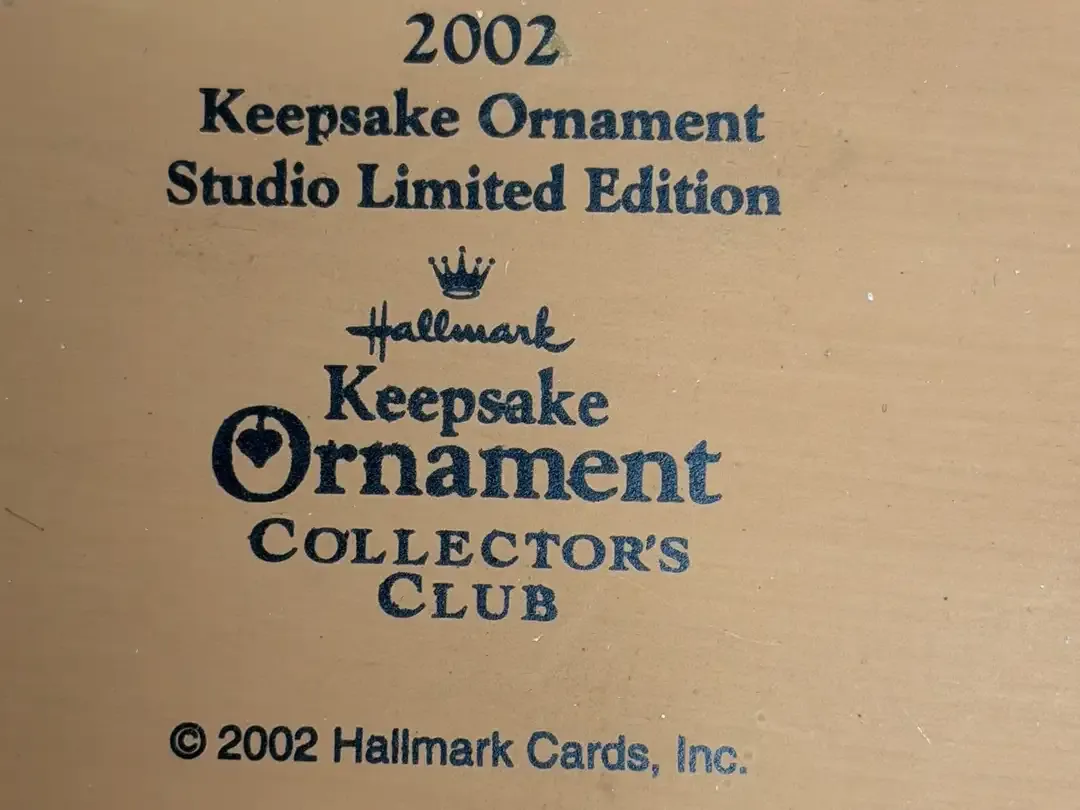 2002
Keepsake Ornament
Studio Limited Edition
Hallmark
Keepsake
Ornament
COLLECTOR'S
CLUB
© 2002 Hallmark Cards, Inc.